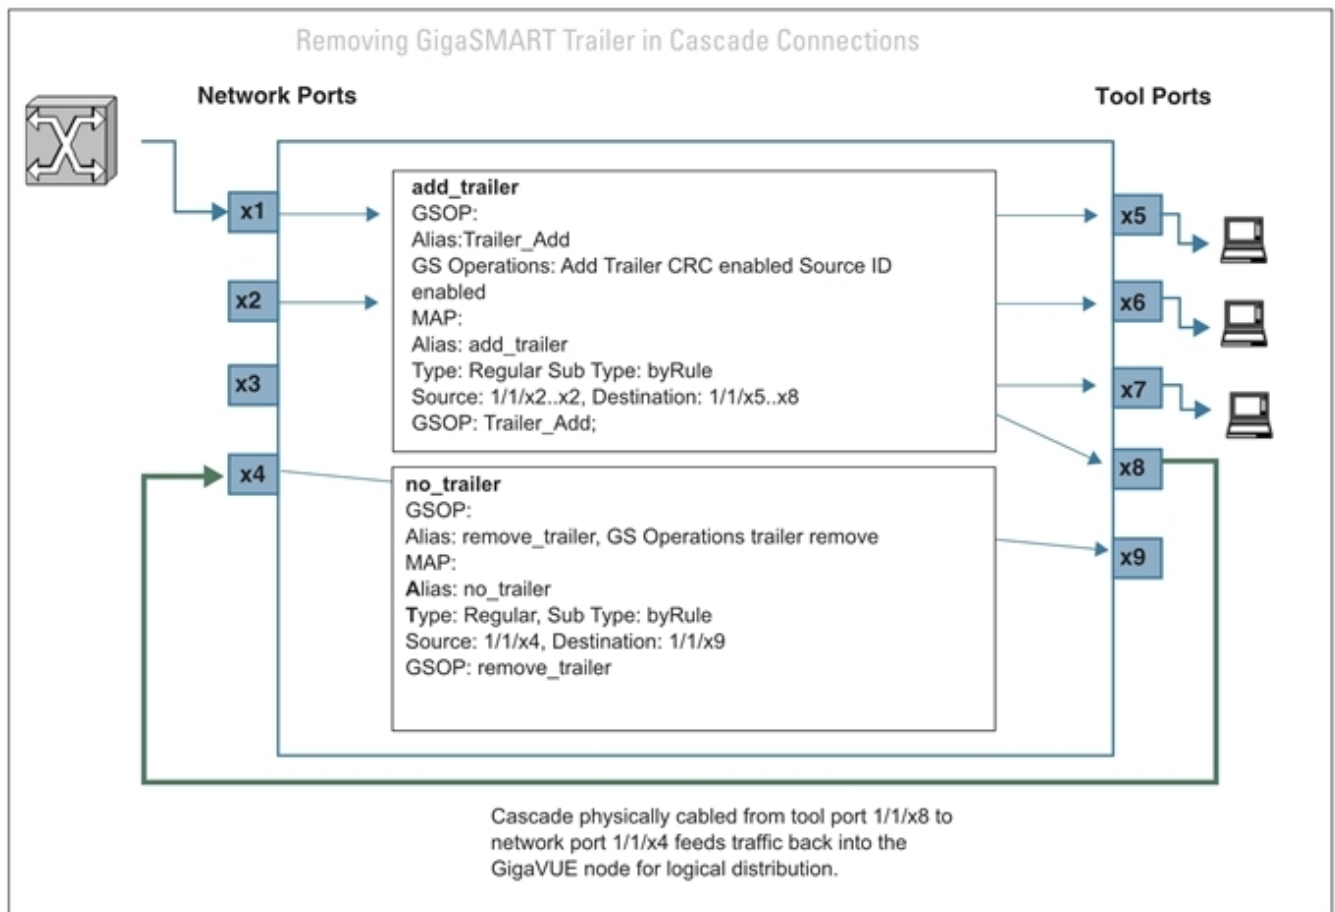 Removing GigaSMART Trailer in Cascade Connections
Network Ports
Tool Ports
x1
x2
x3
x4
add_trailer
GSOP:
Alias:Trailer_Add
GS Operations: Add Trailer CRC enabled Source ID
enabled
MAP:
Alias: add_trailer
Type: Regular Sub Type: byRule
Source: 1/1/x2..x2, Destination: 1/1/x5..x8
GSOP: Trailer_Add;
no_trailer
GSOP:
Alias: remove_trailer, GS Operations trailer remove
MAP:
Alias: no_trailer
Type: Regular, Sub Type: byRule
Source: 1/1/x4, Destination: 1/1/x9
GSOP: remove_trailer
x5
x6
x7
x8
x9
Cascade physically cabled from tool port 1/1/x8 to
network port 1/1/x4 feeds traffic back into the
GigaVUE node for logical distribution.